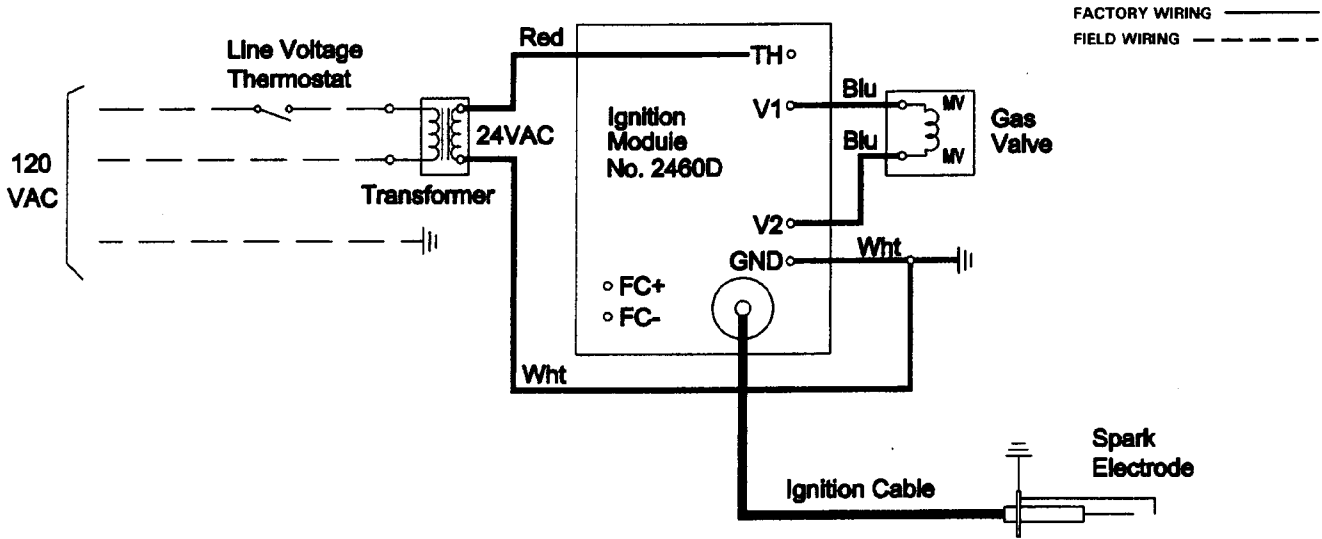 FACTORY WIRING
FIELD WIRING
Line Voltage
Thermostat
Red
TH
Blu
MV
V1
Ignition
Module
No. 2460D
24VAC
Gas
Valve
Blu
MV
120
VAC
Transformer
V2
Wht
GND
FC+
FC-
Wht
Spark
Electrode
Ignition Cable